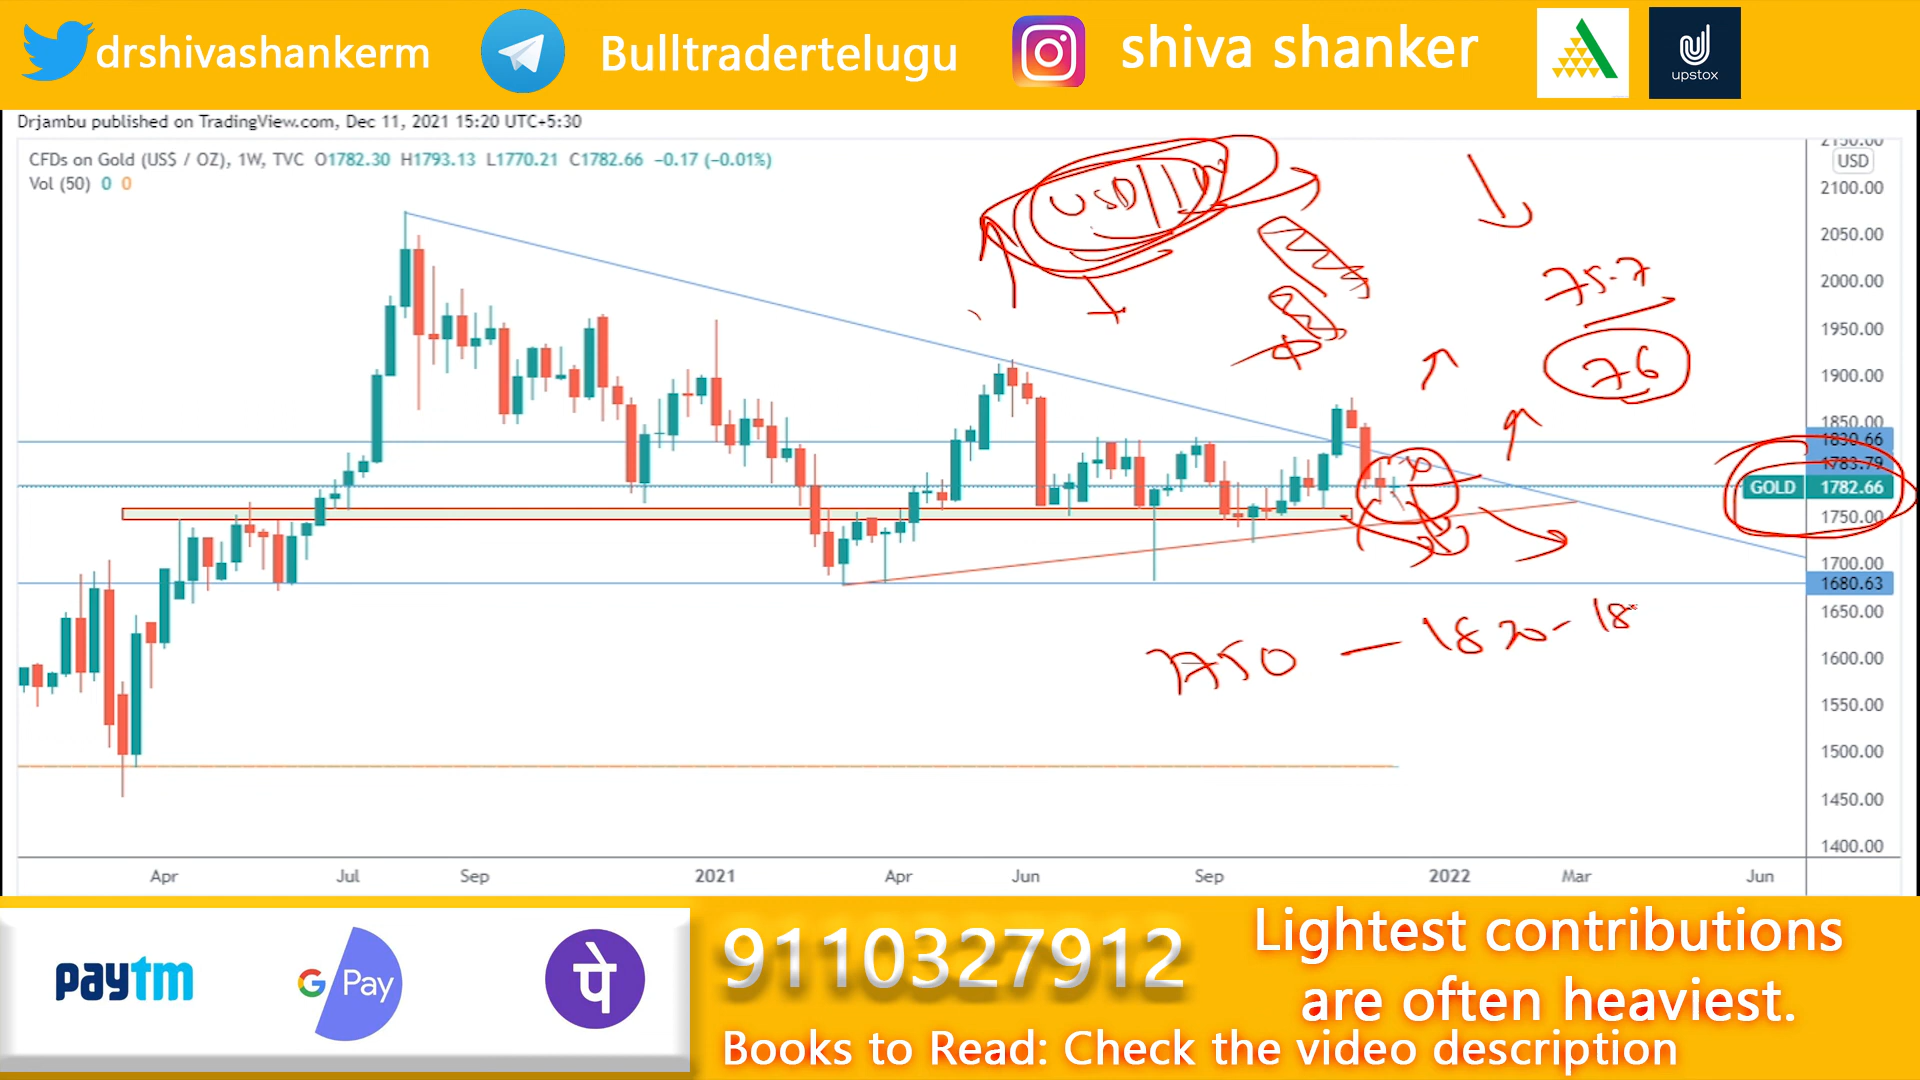 drshivashankerm
Bulltradertelugu
shiva shanker
upstox
Drjambu published on TradingView.com, Dec 11, 2021 15:20 UTC+5:30
CFDs on Gold (US$ / OZ), 1W, TVC O1782.30 H1793.13 L1770.21 C1782.66 −0.17 (−0.01%)
Vol (50) 0 0
USD
2100.00
2050.00
2000.00
1950.00
1900.00
1850.00
1830.66
1783.79
GOLD 1782.66
1750.00
1700.00
1680.63
1650.00
1600.00
1550.00
1500.00
1450.00
1400.00
75-7
76
1750 — 1820 - 18
Apr Jul Sep 2021 Apr Jun Sep 2022 Mar Jun
paytm
G Pay
पे
9110327912
Lightest contributions
are often heaviest.
Books to Read: Check the video description